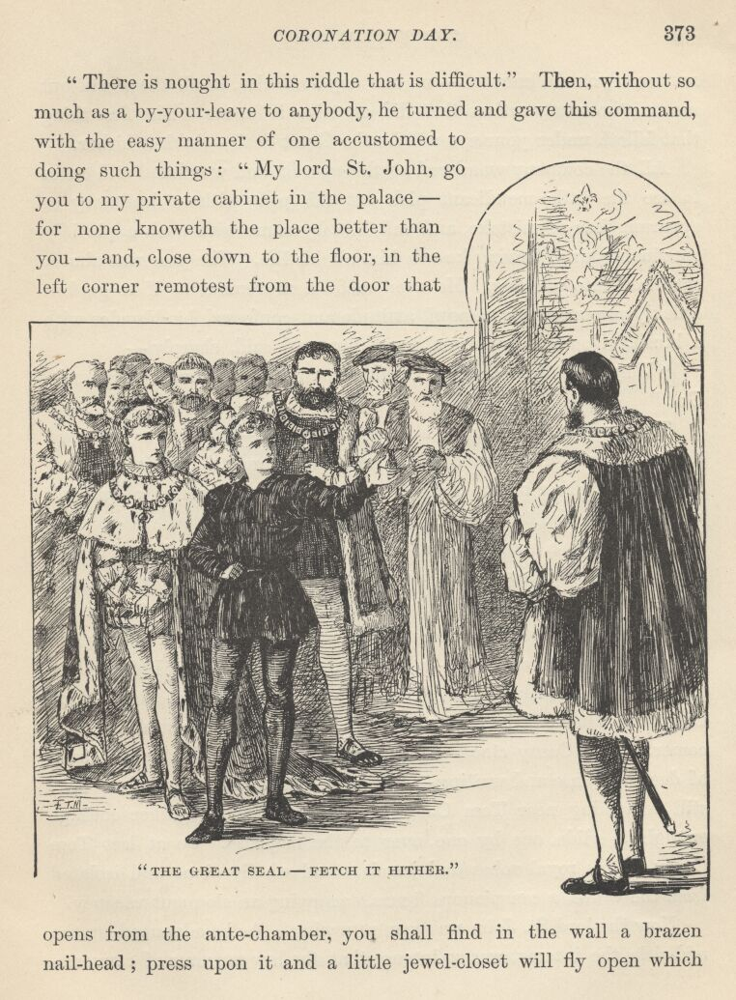 CORONATION DAY.
373
“ There is nought in this riddle that is difficult.” Then, without so
much as a by-your-leave to anybody, he turned and gave this command,
with the easy manner of one accustomed to
doing such things : “ My lord St. John, go
you to my private cabinet in the palace —
for none knoweth the place better than
you — and, close down to the floor, in the
left corner remotest from the door that
F.T.M
“THE GREAT SEAL — FETCH IT HITHER.”
opens from the ante-chamber, you shall find in the wall a brazen
nail-head ; press upon it and a little jewel-closet will fly open which